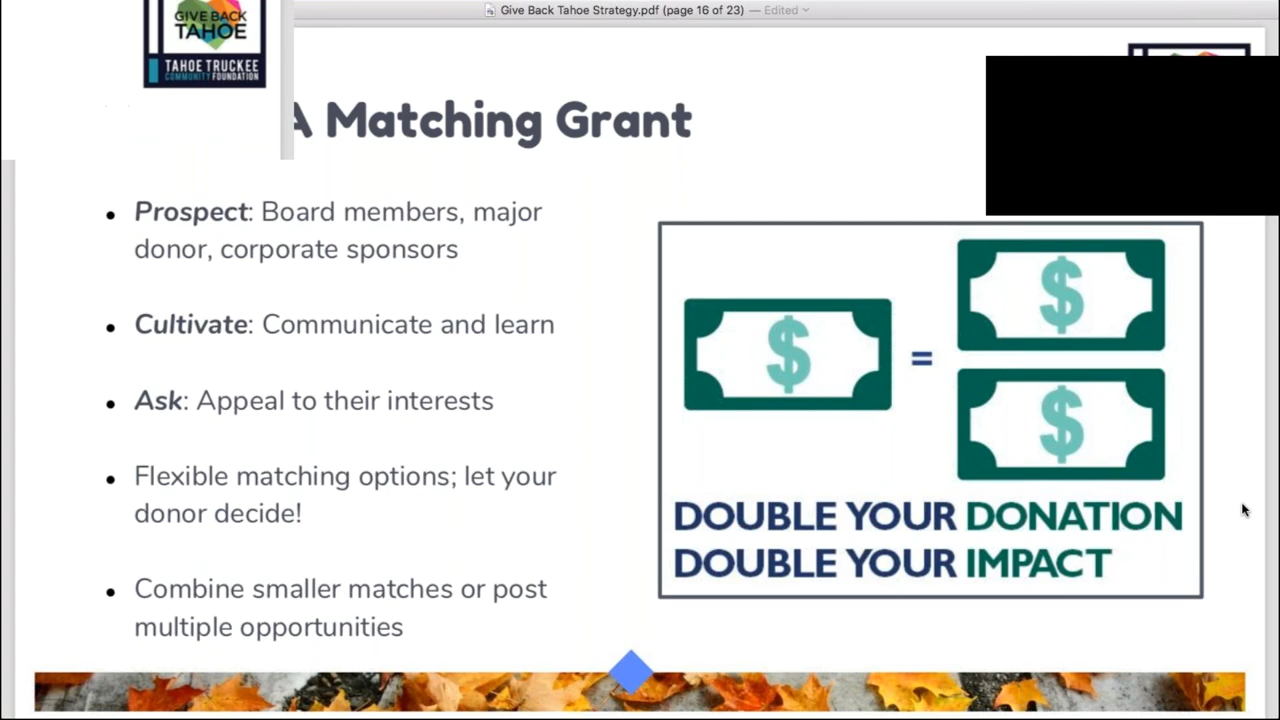 Give Back Tahoe Strategy.pdf (page 16 of 23) — Edited
GIVE BACK
TAHOE
TAHOE TRUCKEE
COMMUNITY FOUNDATION
A Matching Grant
• Prospect: Board members, major
donor, corporate sponsors
• Cultivate: Communicate and learn
• Ask: Appeal to their interests
• Flexible matching options; let your
donor decide!
• Combine smaller matches or post
multiple opportunities
$
=
$
$
DOUBLE YOUR DONATION
DOUBLE YOUR IMPACT